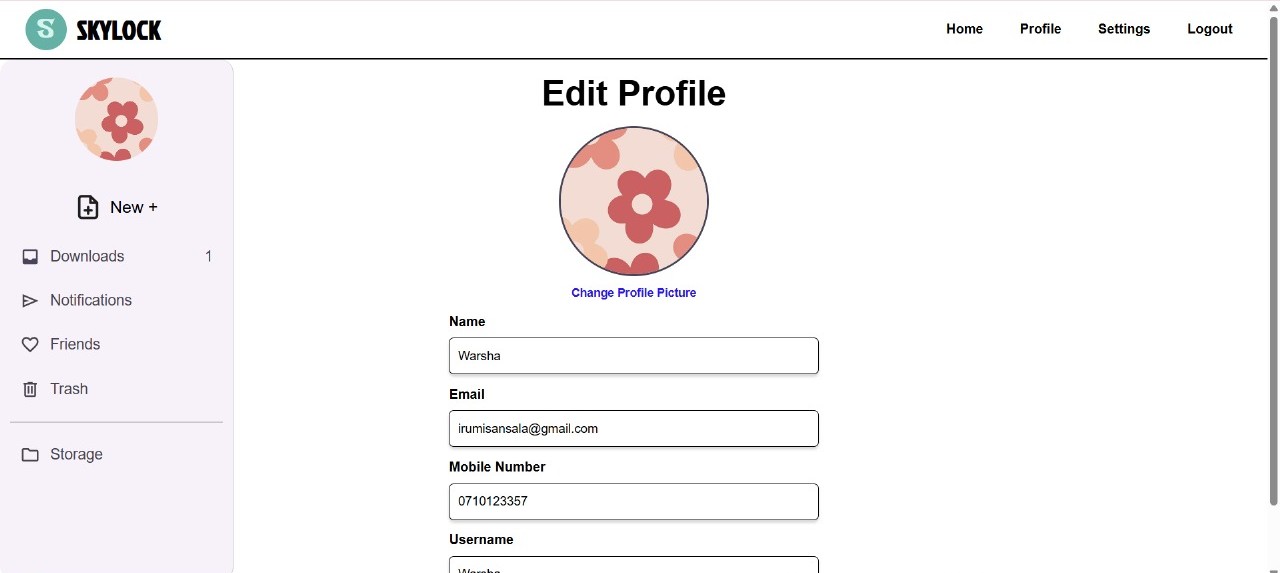 S SKYLOCK Home Profile Settings Logout
Edit Profile
New +
Downloads 1
Notifications
Friends
Trash
Storage
Change Profile Picture
Name
Warsha
Email
irumisansala@gmail.com
Mobile Number
0710123357
Username
Warsha